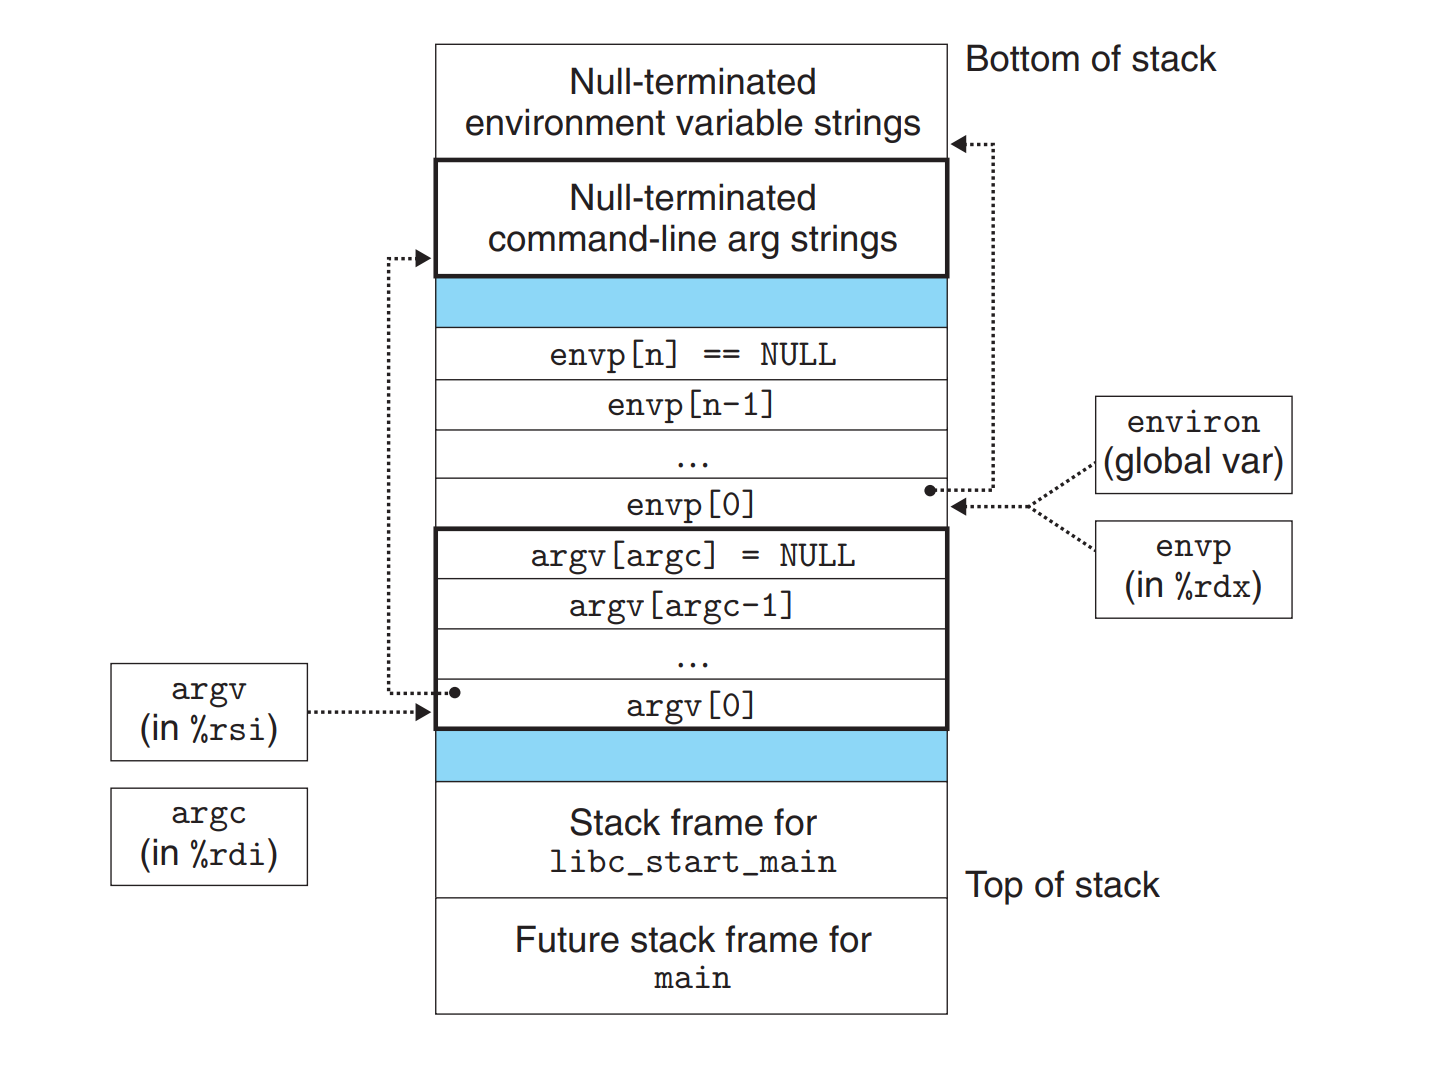 Bottom of stack
Null-terminated
environment variable strings
Null-terminated
command-line arg strings
envp[n] == NULL
envp[n-1]
...
envp[0]
environ
(global var)
envp
(in %rdx)
argv[argc] = NULL
argv[argc-1]
...
argv[0]
argv
(in %rsi)
argc
(in %rdi)
Stack frame for
libc_start_main
Top of stack
Future stack frame for
main